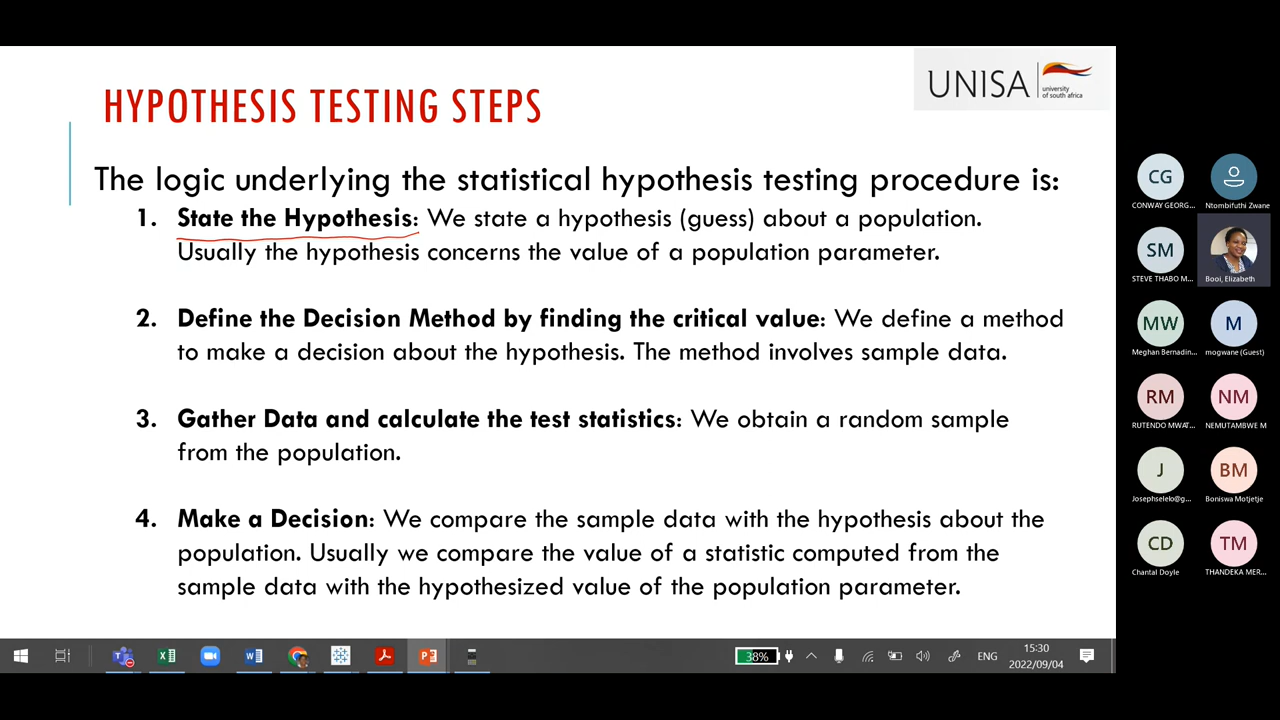 HYPOTHESIS TESTING STEPS
UNISA
university
of south africa
The logic underlying the statistical hypothesis testing procedure is:
1. State the Hypothesis: We state a hypothesis (guess) about a population.
Usually the hypothesis concerns the value of a population parameter.
2. Define the Decision Method by finding the critical value: We define a method
to make a decision about the hypothesis. The method involves sample data.
3. Gather Data and calculate the test statistics: We obtain a random sample
from the population.
4. Make a Decision: We compare the sample data with the hypothesis about the
population. Usually we compare the value of a statistic computed from the
sample data with the hypothesized value of the population parameter.
CG
CONWAY GEORG...
Ntombifuthi Zwane
SM
STEVE THABO M...
Booi, Elizabeth
MW
Meghan Bernadin...
M
mogwane (Guest)
RM
RUTENDO MWAT...
NM
NEMUTAMBWE M
J
Josephselelo@g...
BM
Boniswa Motjetje
CD
Chantal Doyle
TM
THANDEKA MER...
38%
ENG
15:30
2022/09/04